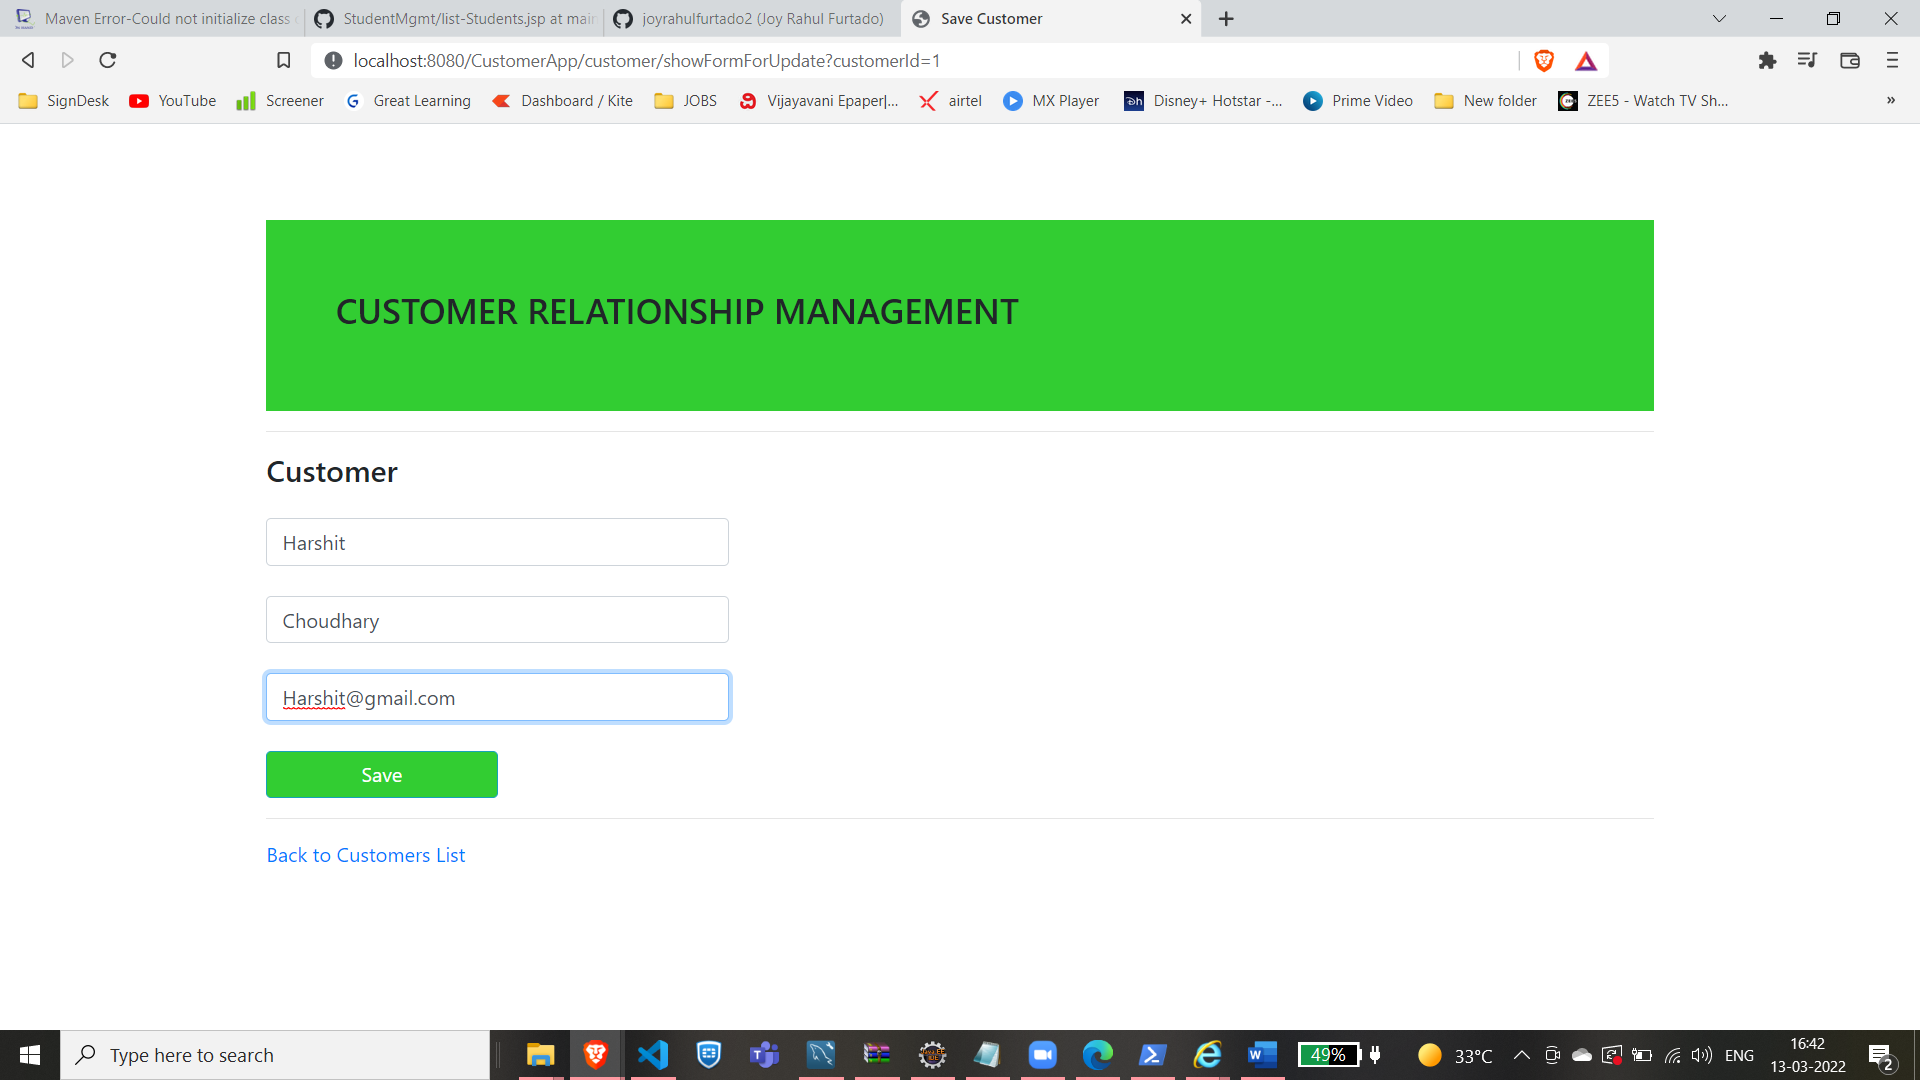 Maven Error-Could not initialize class
StudentMgmt/list-Students.jsp at main
joyrahulfurtado2 (Joy Rahul Furtado)
Save Customer
localhost:8080/CustomerApp/customer/showFormForUpdate?customerId=1
SignDesk
YouTube
Screener
Great Learning
Dashboard / Kite
JOBS
Vijayavani Epaper|...
airtel
MX Player
Disney+ Hotstar -...
Prime Video
New folder
ZEE5 - Watch TV Sh...
»
CUSTOMER RELATIONSHIP MANAGEMENT
Customer
Harshit
Choudhary
Harshit@gmail.com
Save
Back to Customers List
Type here to search
49%
33°C
ENG
16:42
13-03-2022
2